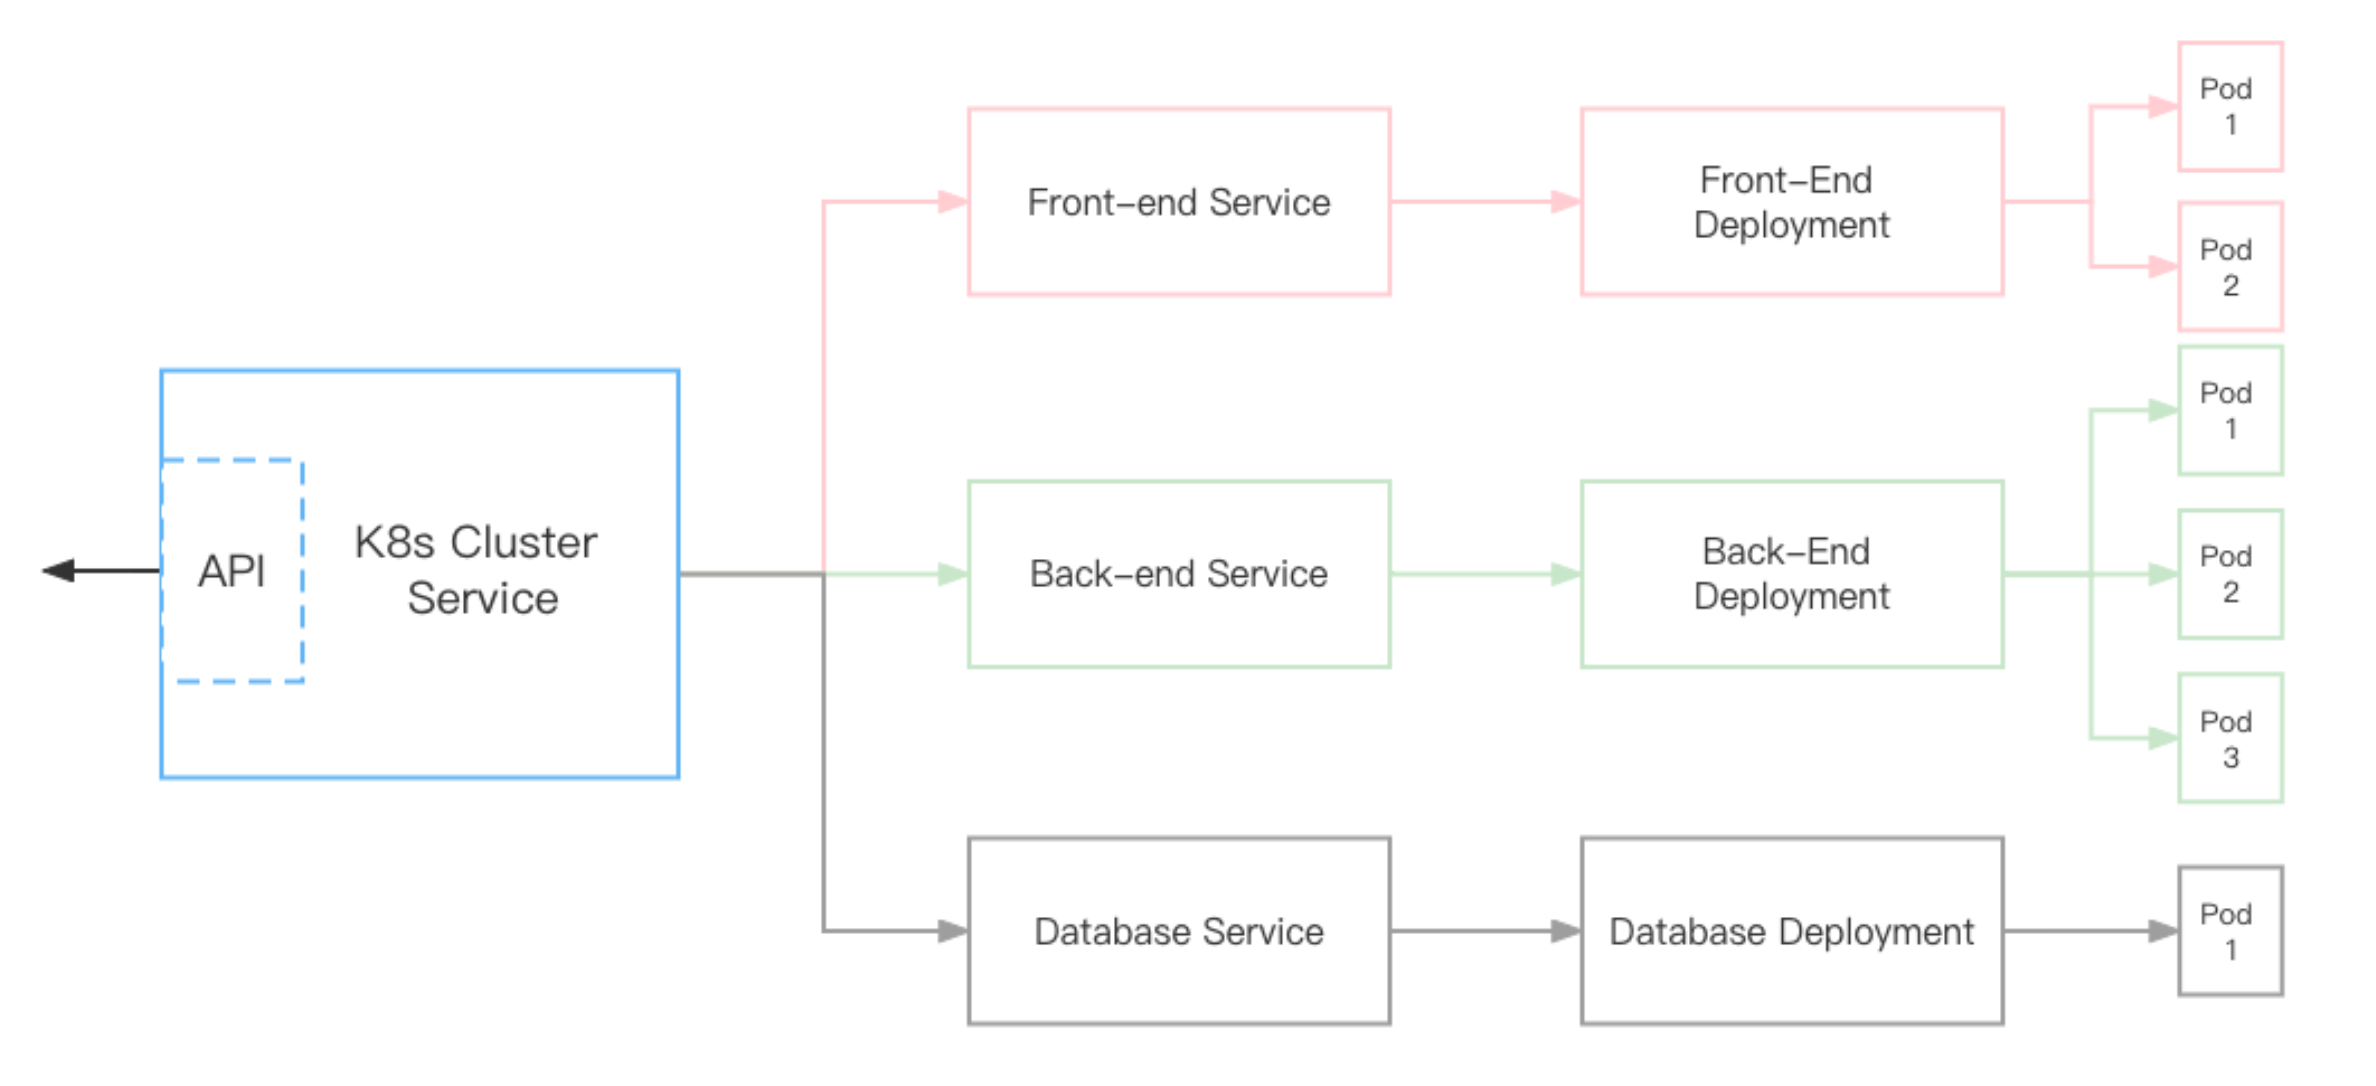 API
K8s Cluster
Service
Front–end Service
Front–End
Deployment
Pod
1
Pod
2
Back–end Service
Back–End
Deployment
Pod
1
Pod
2
Pod
3
Database Service
Database Deployment
Pod
1